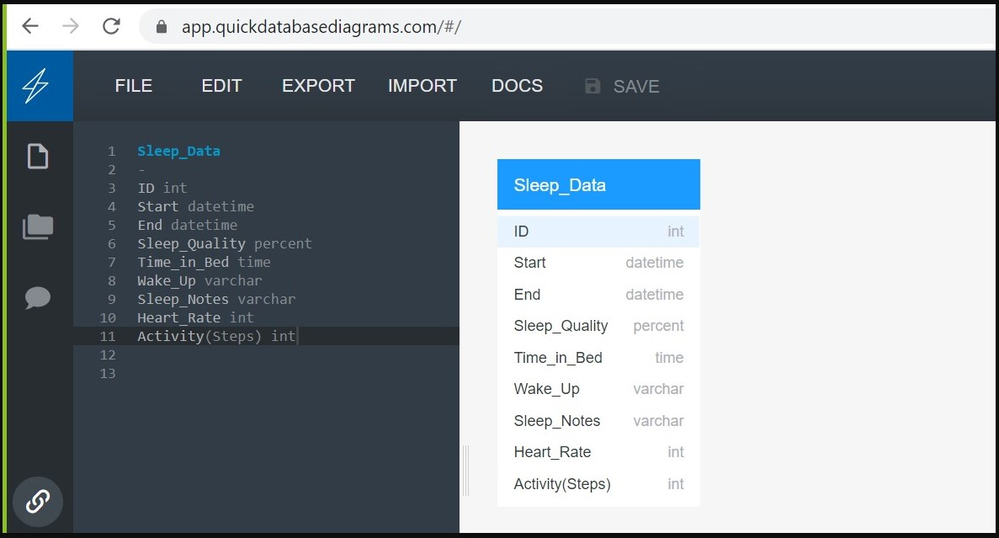 app.quickdatabasediagrams.com/#/
FILE EDIT EXPORT IMPORT DOCS SAVE
1 Sleep_Data
2 -
3 ID int
4 Start datetime
5 End datetime
6 Sleep_Quality percent
7 Time_in_Bed time
8 Wake_Up varchar
9 Sleep_Notes varchar
10 Heart_Rate int
11 Activity(Steps) int
12
13
Sleep_Data
ID int
Start datetime
End datetime
Sleep_Quality percent
Time_in_Bed time
Wake_Up varchar
Sleep_Notes varchar
Heart_Rate int
Activity(Steps) int